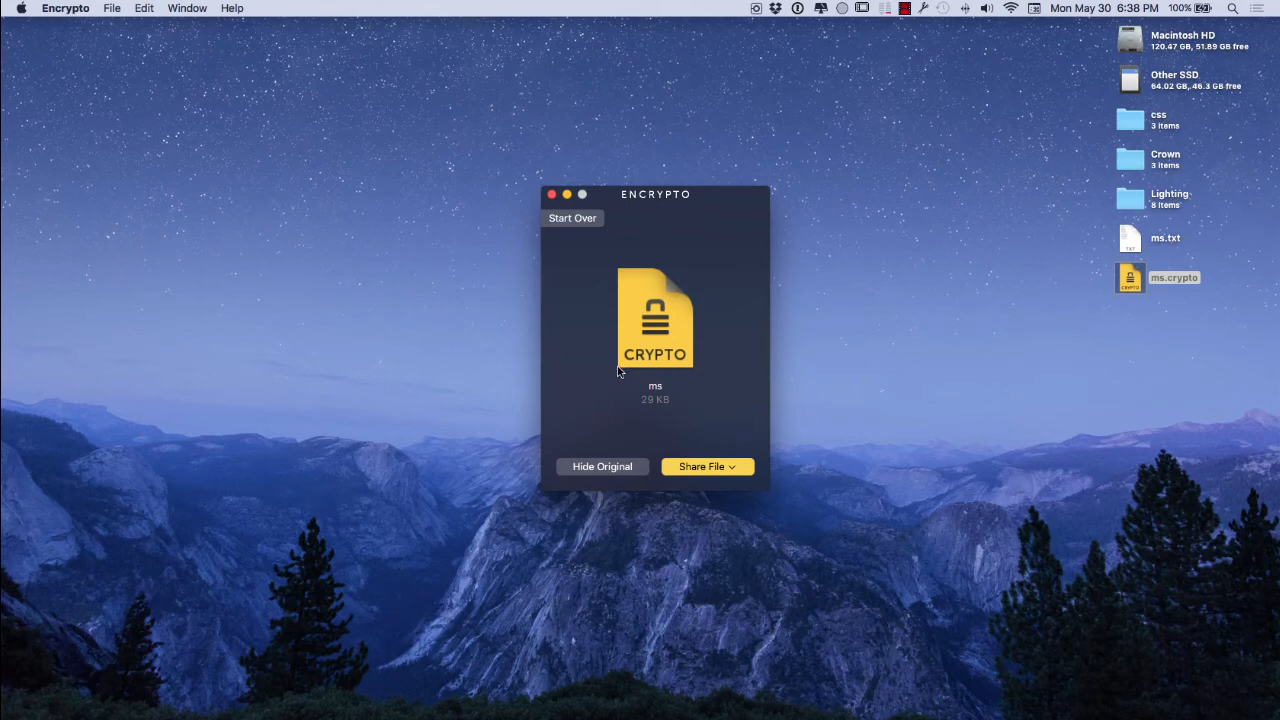 Encrypto File Edit Window Help
Mon May 30 6:38 PM 100%
Macintosh HD
120.47 GB, 51.89 GB free
Other SSD
64.02 GB, 46.3 GB free
css
3 items
Crown
3 items
Lighting
8 items
TXT
ms.txt
CRYPTO
ms.crypto
ENCRYPTO
Start Over
CRYPTO
ms
29 KB
Hide Original
Share File